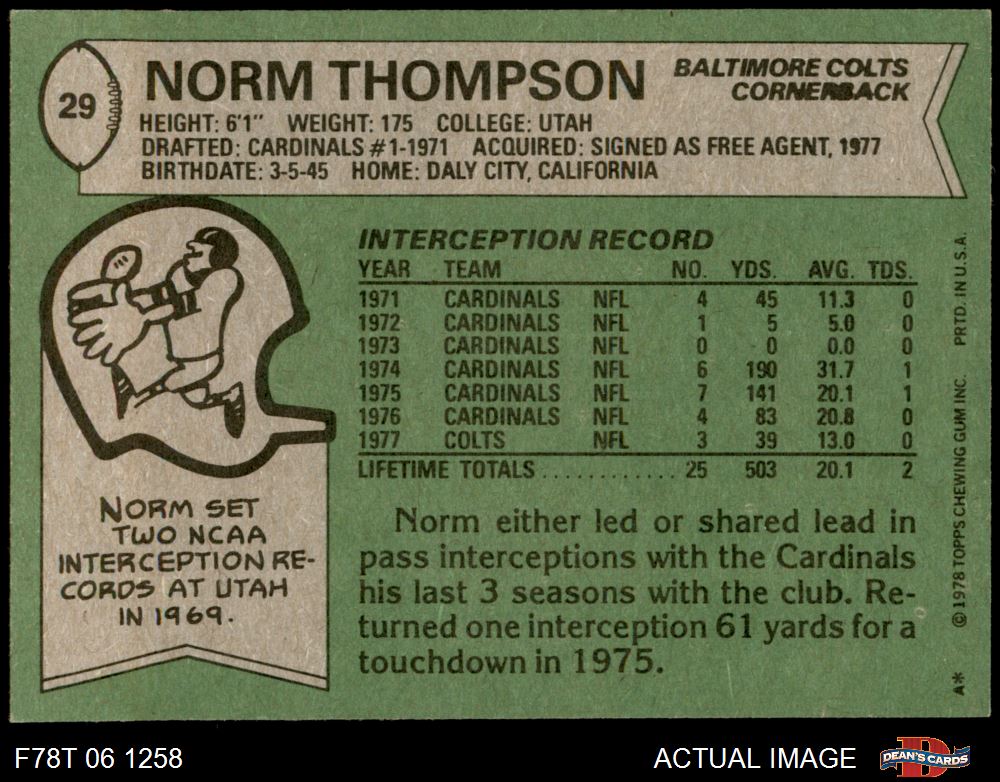 29
NORM THOMPSON
BALTIMORE COLTS
CORNERBACK
HEIGHT: 6'1" WEIGHT: 175 COLLEGE: UTAH
DRAFTED: CARDINALS #1-1971 ACQUIRED: SIGNED AS FREE AGENT, 1977
BIRTHDATE: 3-5-45 HOME: DALY CITY, CALIFORNIA
NORM SET
TWO NCAA
INTERCEPTION RE-
CORDS AT UTAH
IN 1969.
INTERCEPTION RECORD
YEAR TEAM NO. YDS. AVG. TDS.
1971 CARDINALS NFL 4 45 11.3 0
1972 CARDINALS NFL 1 5 5.0 0
1973 CARDINALS NFL 0 0 0.0 0
1974 CARDINALS NFL 6 190 31.7 1
1975 CARDINALS NFL 7 141 20.1 1
1976 CARDINALS NFL 4 83 20.8 0
1977 COLTS NFL 3 39 13.0 0
LIFETIME TOTALS............ 25 503 20.1 2
Norm either led or shared lead in
pass interceptions with the Cardinals
his last 3 seasons with the club. Re-
turned one interception 61 yards for a
touchdown in 1975.
A* © 1978 TOPPS CHEWING GUM INC. PRTD. IN U.S.A.
F78T 06 1258
ACTUAL IMAGE
DEAN'S CARDS